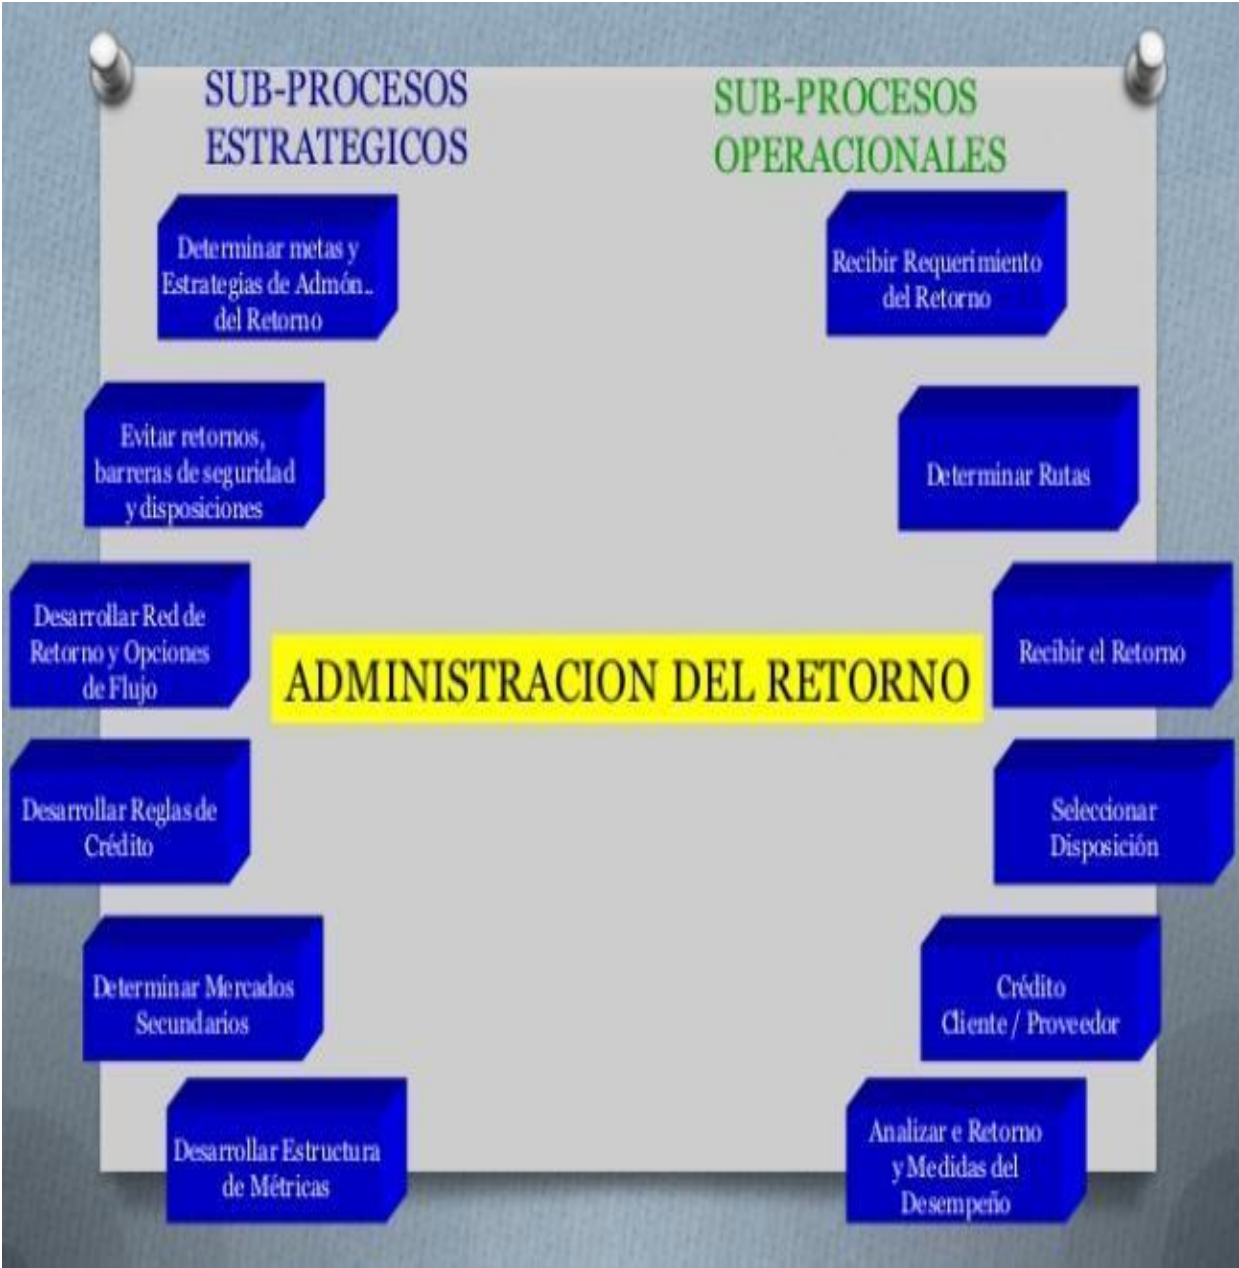 SUB-PROCESOS
ESTRATEGICOS
Determinar metas y
Estrategias de Admón..
del Retorno
Evitar retornos,
barreras de seguridad
y disposiciones
Desarrollar Red de
Retorno y Opciones
de Flujo
Desarrollar Reglas de
Crédito
Determinar Mercados
Secundarios
Desarrollar Estructura
de Métricas
ADMINISTRACION DEL RETORNO
SUB-PROCESOS
OPERACIONALES
Recibir Requerimiento
del Retorno
Determinar Rutas
Recibir el Retorno
Seleccionar
Disposición
Crédito
Cliente / Proveedor
Analizar e Retorno
y Medidas del
Desempeño